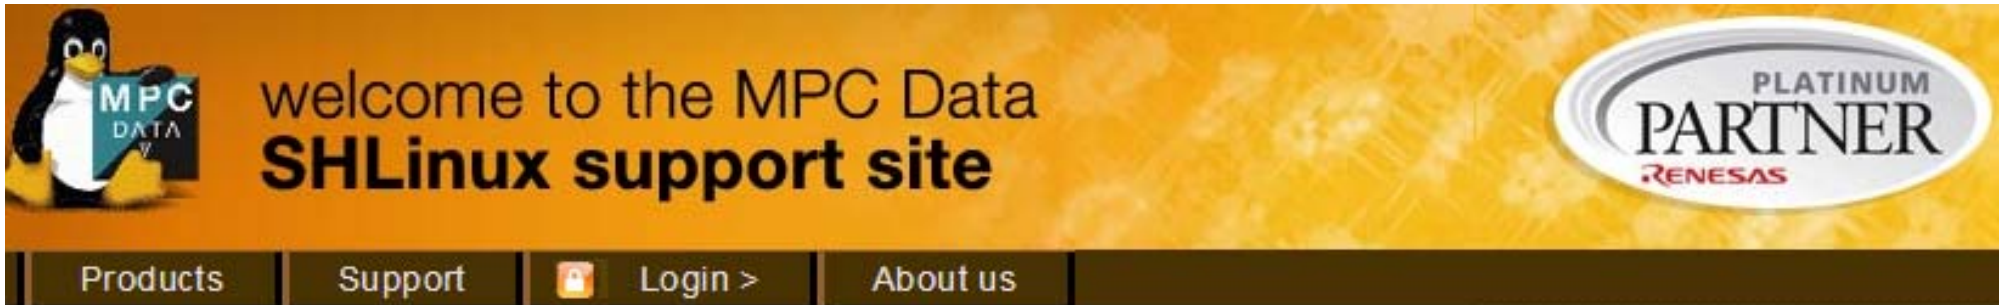 MPC
DATA
welcome to the MPC Data
SHLinux support site
PLATINUM
PARTNER
RENESAS
Products
Support
Login >
About us